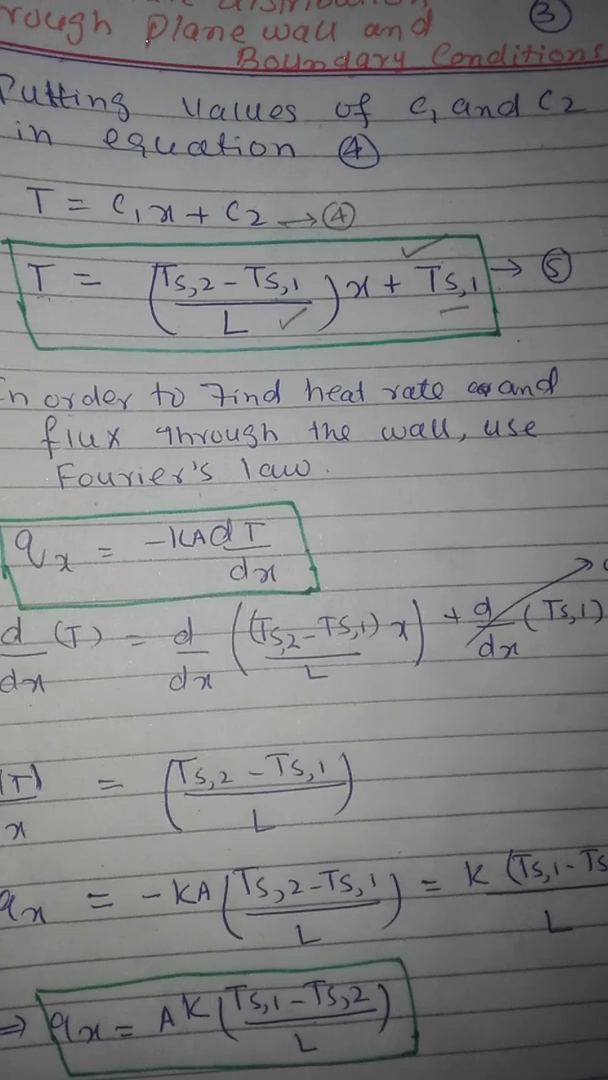 rough Plane wall and
③
Boundary Conditions
Putting values of C1 and C2
in equation ④
T = C1x + C2 → ④
T = (Ts,2 - Ts,1 / L) x + Ts,1 → ⑤
In order to find heat rate and
flux through the wall, use
Fourier's law.
qx = -KA dT/dx
d/dx (T) = d/dx ((Ts,2 - Ts,1) x / L) + d/dx (Ts,1)
(T)/x = (Ts,2 - Ts,1 / L)
qx = -KA (Ts,2 - Ts,1 / L) = K (Ts,1 - Ts / L
⇒ qx = AK (Ts,1 - Ts,2 / L)